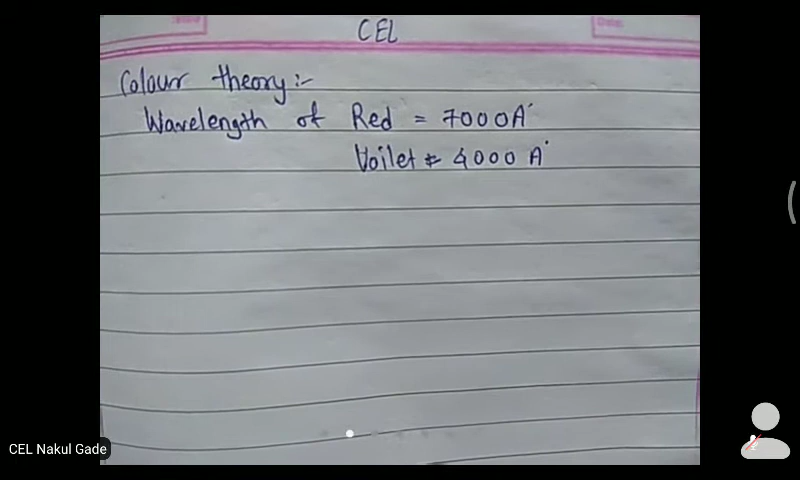 CEL
Colour theory :-
Wavelength of Red = 7000A°
Voilet = 4000 A°
CEL Nakul Gade